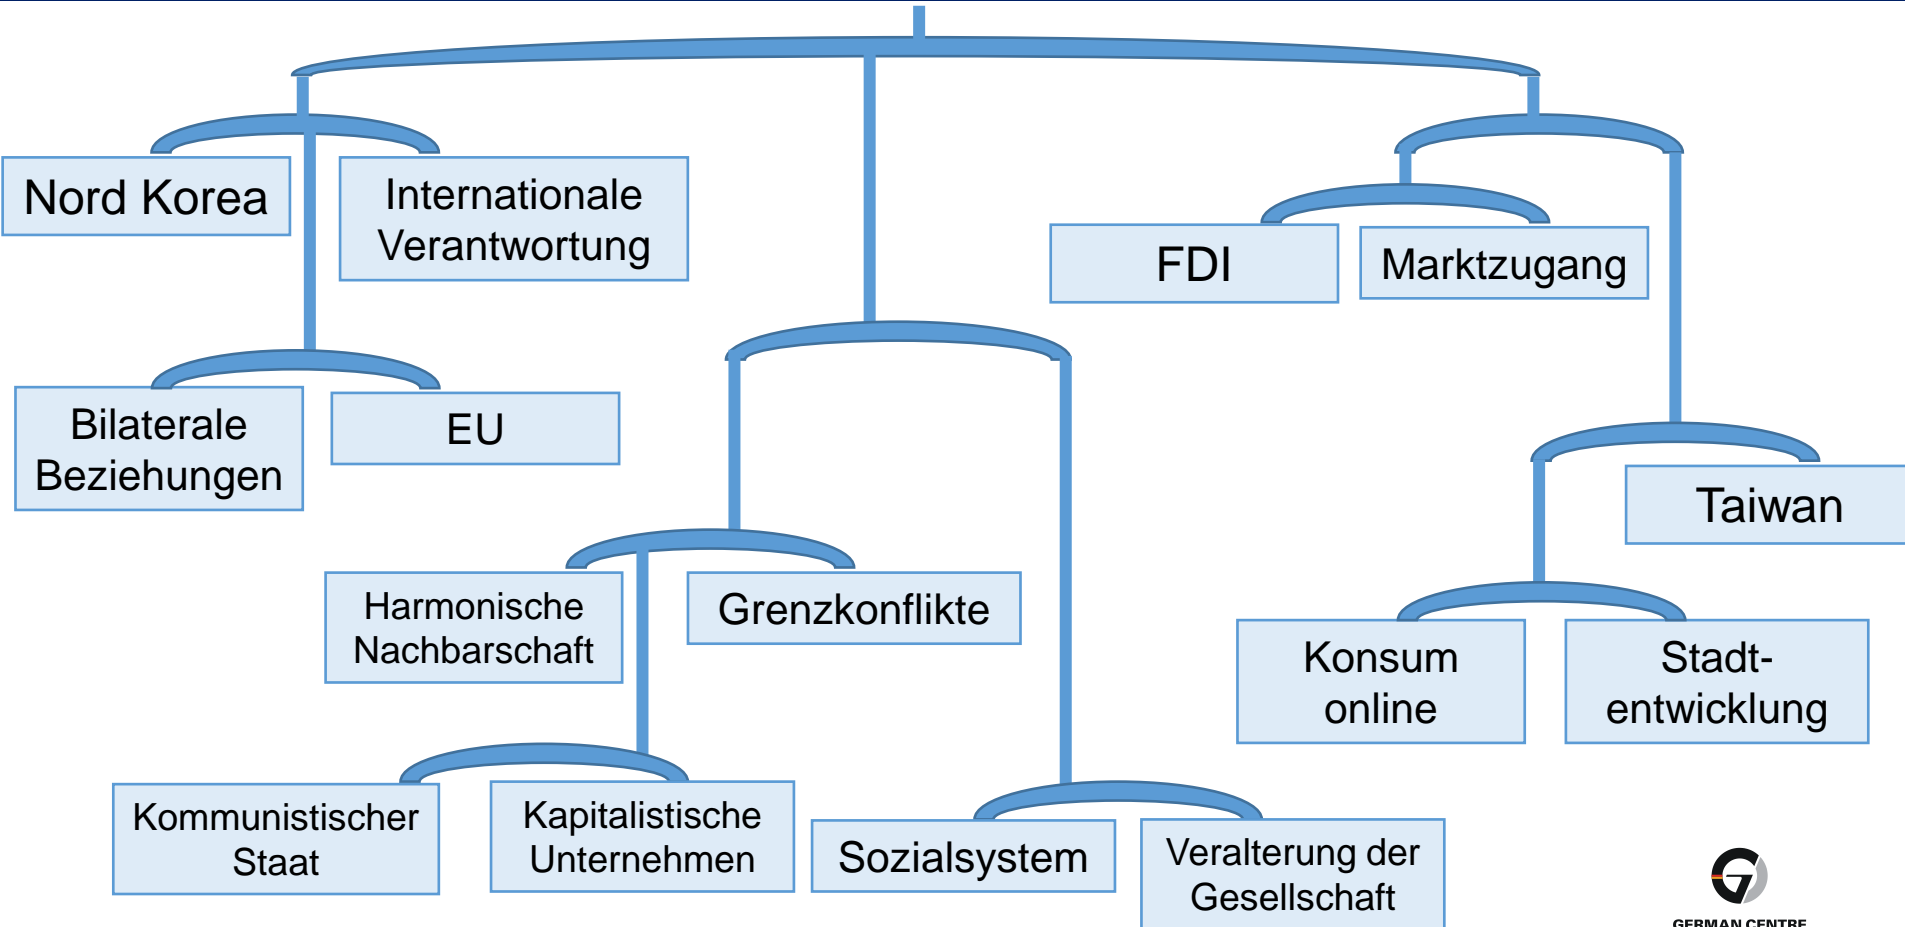 Nord Korea
Internationale
Verantwortung
FDI
Marktzugang
Bilaterale
Beziehungen
EU
Taiwan
Harmonische
Nachbarschaft
Grenzkonflikte
Konsum
online
Stadt-
entwicklung
Kommunistischer
Staat
Kapitalistische
Unternehmen
Sozialsystem
Veralterung der
Gesellschaft
GERMAN CENTRE